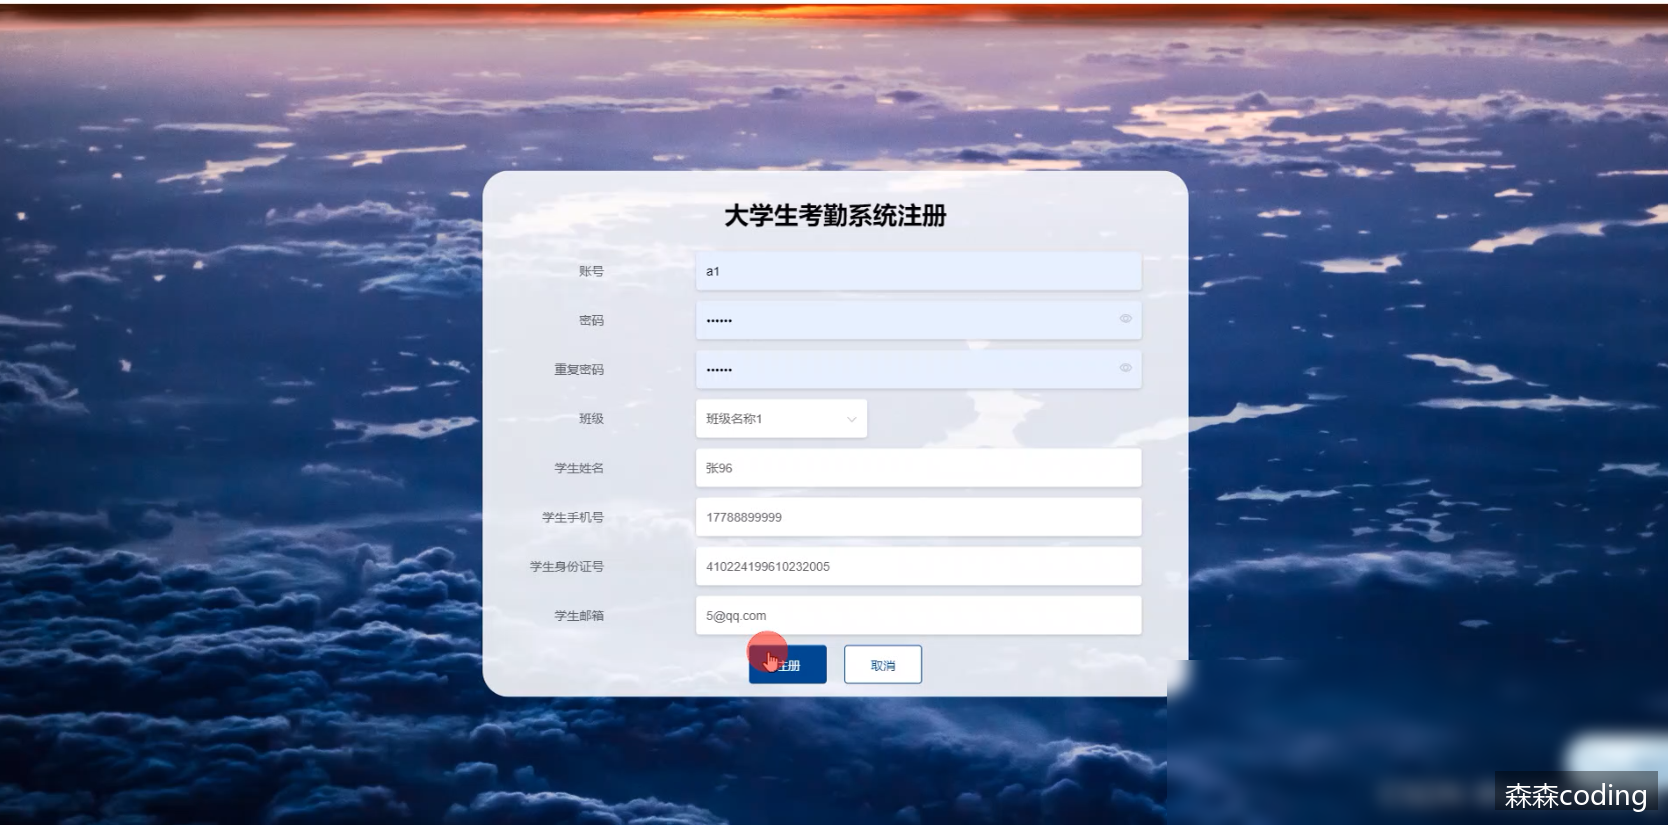 大学生考勤系统注册
账号 a1
密码 ••••••
重复密码 ••••••
班级 班级名称1
学生姓名 张96
学生手机号 17788899999
学生身份证号 410224199610232005
学生邮箱 5@qq.com
注册 取消
森森coding